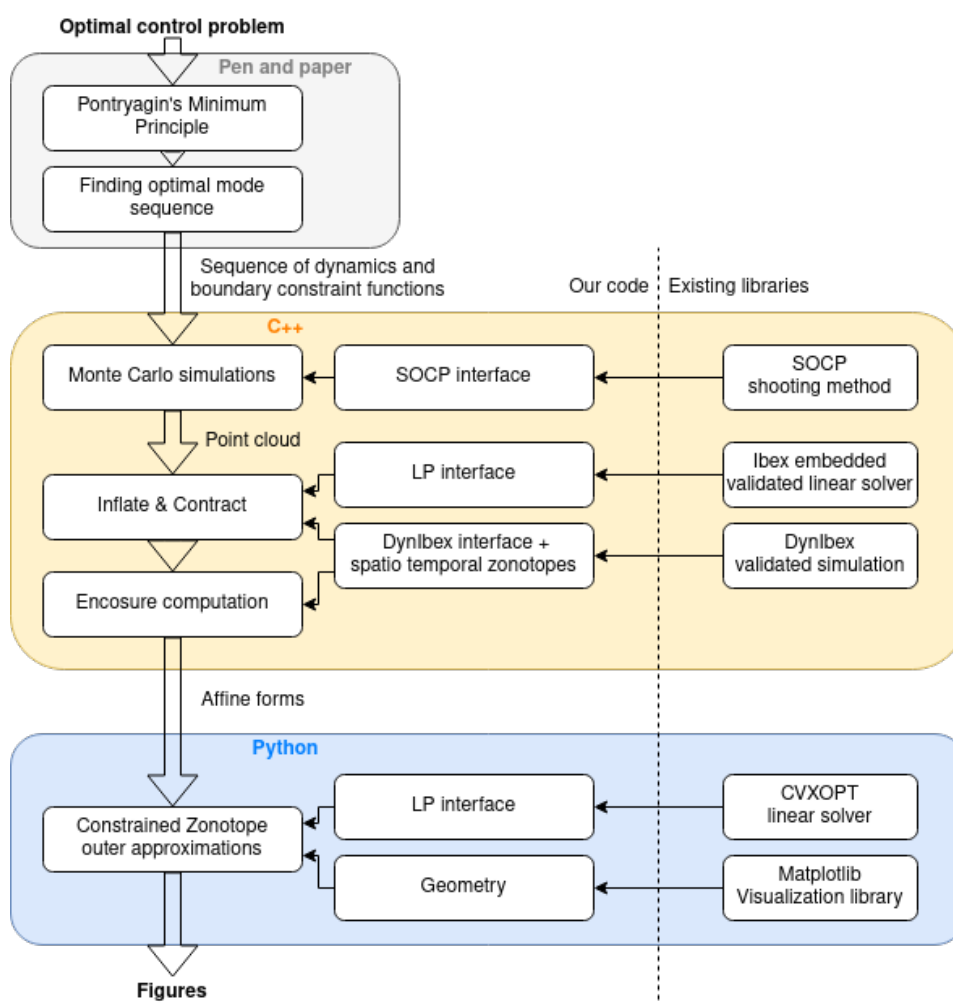 Optimal control problem
Pen and paper
Pontryagin's Minimum
Principle
Finding optimal mode
sequence
Sequence of dynamics and
boundary constraint functions
Our code
Existing libraries
C++
Monte Carlo simulations
SOCP interface
SOCP
shooting method
Point cloud
LP interface
Ibex embedded
validated linear solver
Inflate & Contract
DynIbex interface +
spatio temporal zonotopes
DynIbex
validated simulation
Encosure computation
Affine forms
Python
LP interface
CVXOPT
linear solver
Constrained Zonotope
outer approximations
Geometry
Matplotlib
Visualization library
Figures